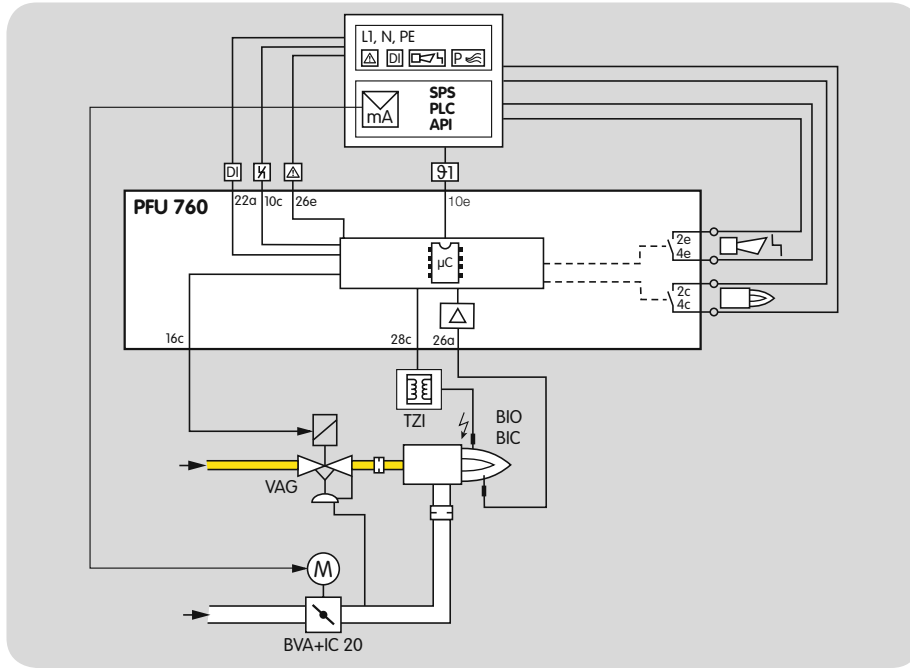 L1, N, PE
DI
P
mA
SPS
PLC
API
DI
ϑ1
PFU 760
22a
10c
26e
10e
µC
2e
4e
2c
4c
16c
28c
26a
TZI
BIO
BIC
VAG
M
BVA+IC 20